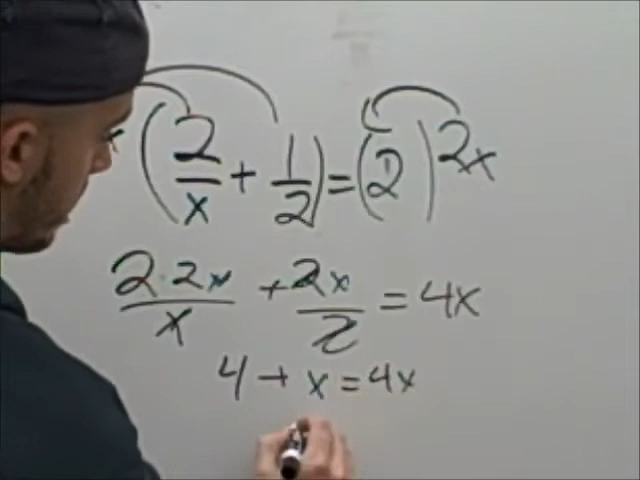 x (2/x + 1/2) = (2) 2x
2·2x/x + 2x/2 = 4x
4 + x = 4x